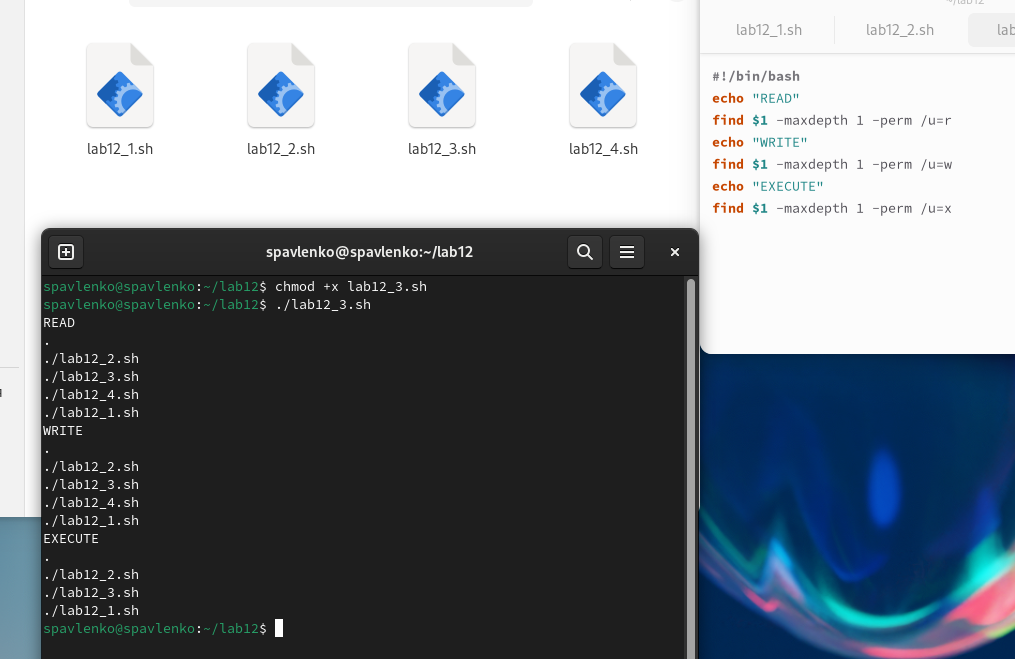 lab12_1.sh
lab12_2.sh
lab12_3.sh
lab12_4.sh
~/lab12
lab12_1.sh
lab12_2.sh
lab
#!/bin/bash
echo "READ"
find $1 -maxdepth 1 -perm /u=r
echo "WRITE"
find $1 -maxdepth 1 -perm /u=w
echo "EXECUTE"
find $1 -maxdepth 1 -perm /u=x
spavlenko@spavlenko:~/lab12
spavlenko@spavlenko:~/lab12$ chmod +x lab12_3.sh
spavlenko@spavlenko:~/lab12$ ./lab12_3.sh
READ
.
./lab12_2.sh
./lab12_3.sh
./lab12_4.sh
./lab12_1.sh
WRITE
.
./lab12_2.sh
./lab12_3.sh
./lab12_4.sh
./lab12_1.sh
EXECUTE
.
./lab12_2.sh
./lab12_3.sh
./lab12_1.sh
spavlenko@spavlenko:~/lab12$